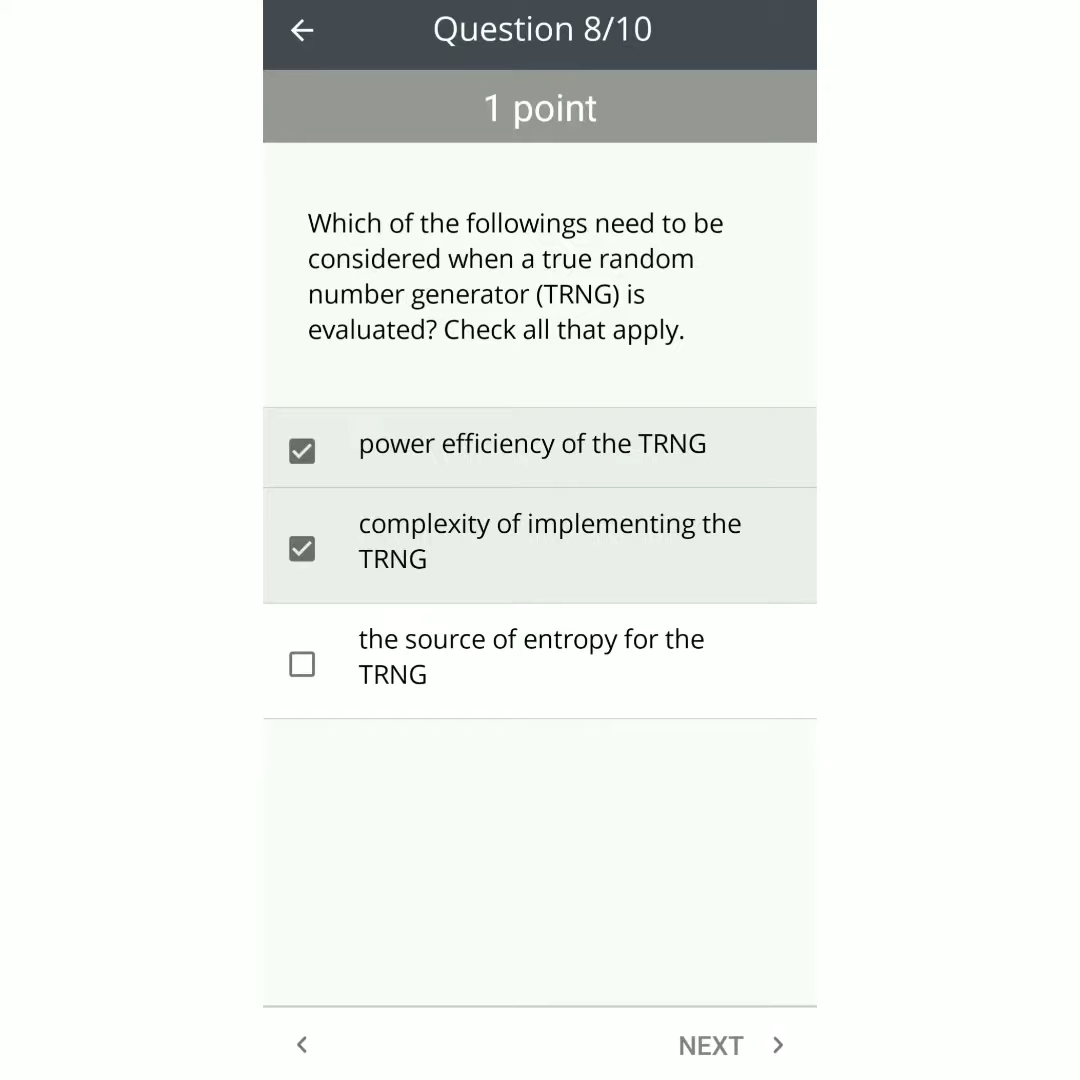 Question 8/10
1 point
Which of the followings need to be
considered when a true random
number generator (TRNG) is
evaluated? Check all that apply.
power efficiency of the TRNG
complexity of implementing the
TRNG
the source of entropy for the
TRNG
NEXT